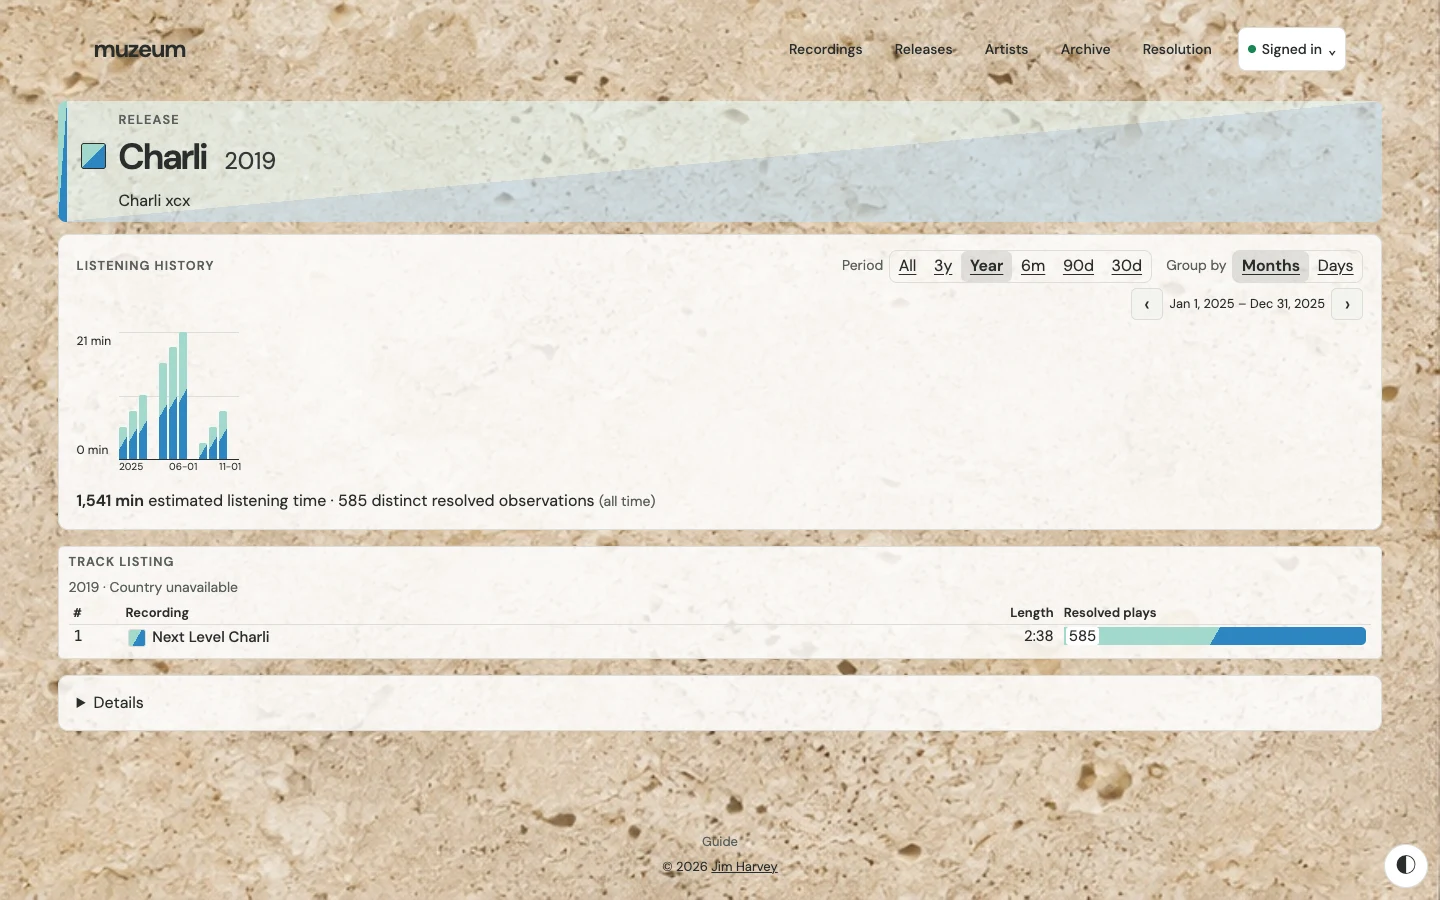 muzeum
Recordings Releases Artists Archive Resolution Signed in
RELEASE
Charli 2019
Charli xcx
LISTENING HISTORY
Period All 3y Year 6m 90d 30d Group by Months Days
‹ Jan 1, 2025 – Dec 31, 2025 ›
21 min
0 min
2025 06-01 11-01
1,541 min estimated listening time · 585 distinct resolved observations (all time)
TRACK LISTING
2019 · Country unavailable
# Recording Length Resolved plays
1 Next Level Charli 2:38 585
Details
Guide
© 2026 Jim Harvey